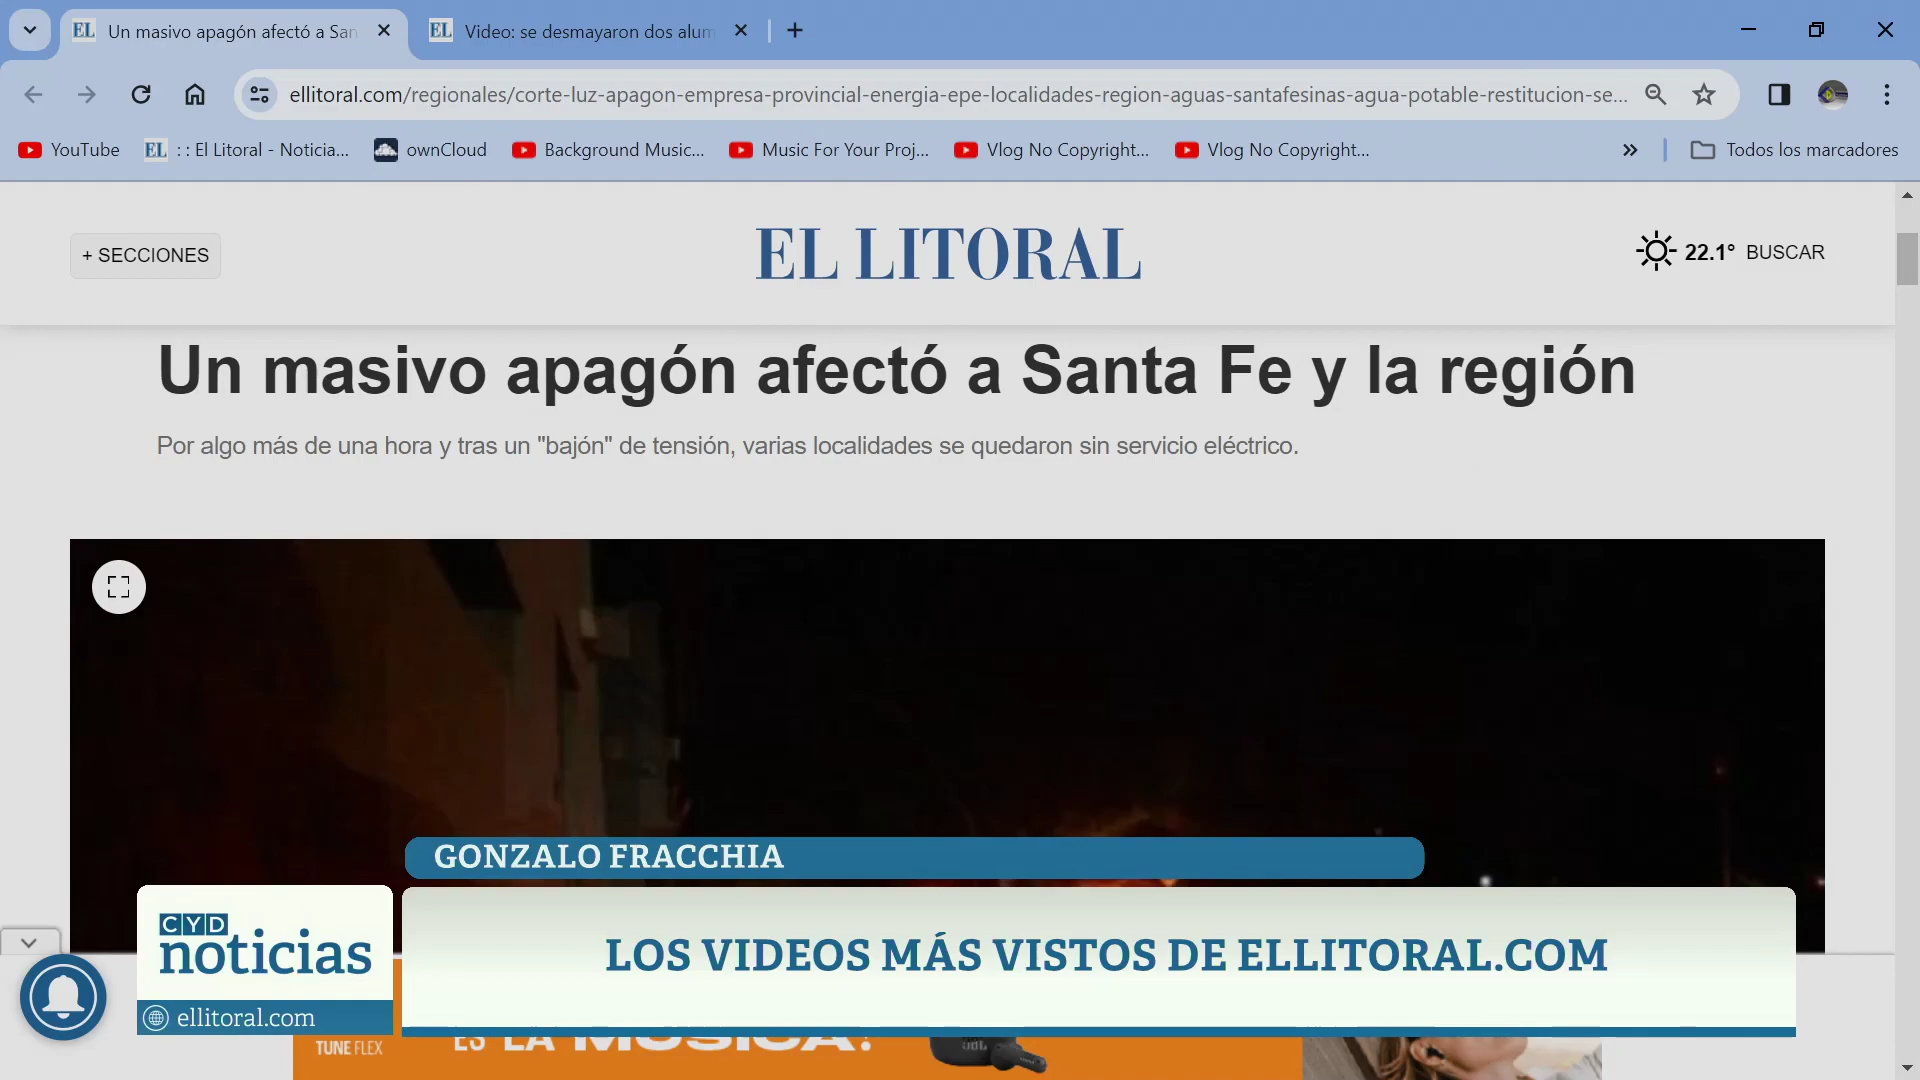 EL Un masivo apagón afectó a San
EL Video: se desmayaron dos alum
ellitoral.com/regionales/corte-luz-apagon-empresa-provincial-energia-epe-localidades-region-aguas-santafesinas-agua-potable-restitucion-se...
YouTube
EL : : El Litoral - Noticia...
ownCloud
Background Music...
Music For Your Proj...
Vlog No Copyright...
Vlog No Copyright...
Todos los marcadores
+ SECCIONES
EL LITORAL
22.1° BUSCAR
Un masivo apagón afectó a Santa Fe y la región
Por algo más de una hora y tras un "bajón" de tensión, varias localidades se quedaron sin servicio eléctrico.
GONZALO FRACCHIA
CYD
noticias
LOS VIDEOS MÁS VISTOS DE ELLITORAL.COM
ellitoral.com
TUNE FLEX
ES LA MÚSICA?
JBL